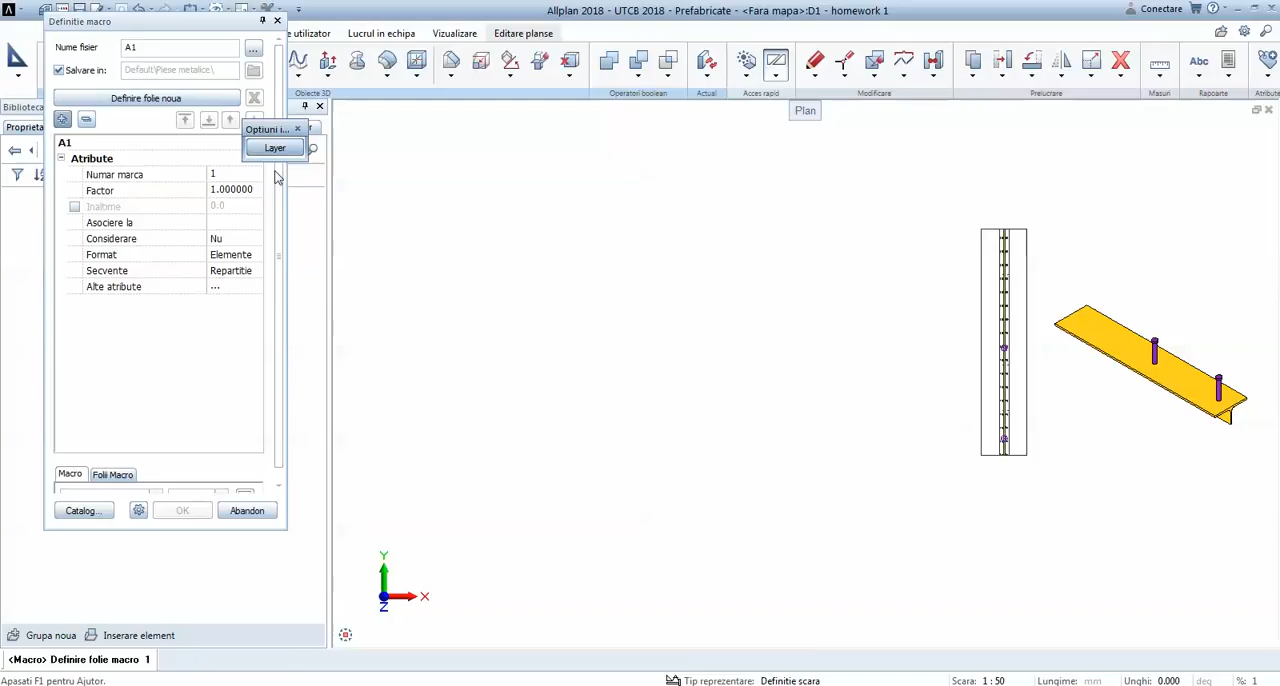 Allplan 2018 - UTCB 2018 - Prefabricate - <Fara mapa>:D1 - homework 1
Conectare
Definitie macro
e utilizator
Lucrul in echipa
Vizualizare
Editare planse
Nume fisier
A1
...
Salvare in:
Default\Piese metalice\
Definire folie noua
Obiecte 3D
Operatori boolean
Actual
Acces rapid
Modificare
Prelucrare
Masuri
Abc
Rapoarte
Atribute
Biblioteca
Proprieta
Optiuni i...
Layer
Plan
A1
Atribute
Numar marca 1
Factor 1.000000
Inaltime 0.0
Asociere la
Considerare Nu
Format Elemente
Secvente Repartitie
Alte atribute ...
Macro
Folii Macro
Catalog...
OK
Abandon
Y
X
Z
Grupa noua
Inserare element
<Macro> Definire folie macro 1
Apasati F1 pentru Ajutor.
Tip reprezentare: Definitie scara
Scara: 1 : 50
Lungime: mm
Unghi: 0.000 deg
%: 1